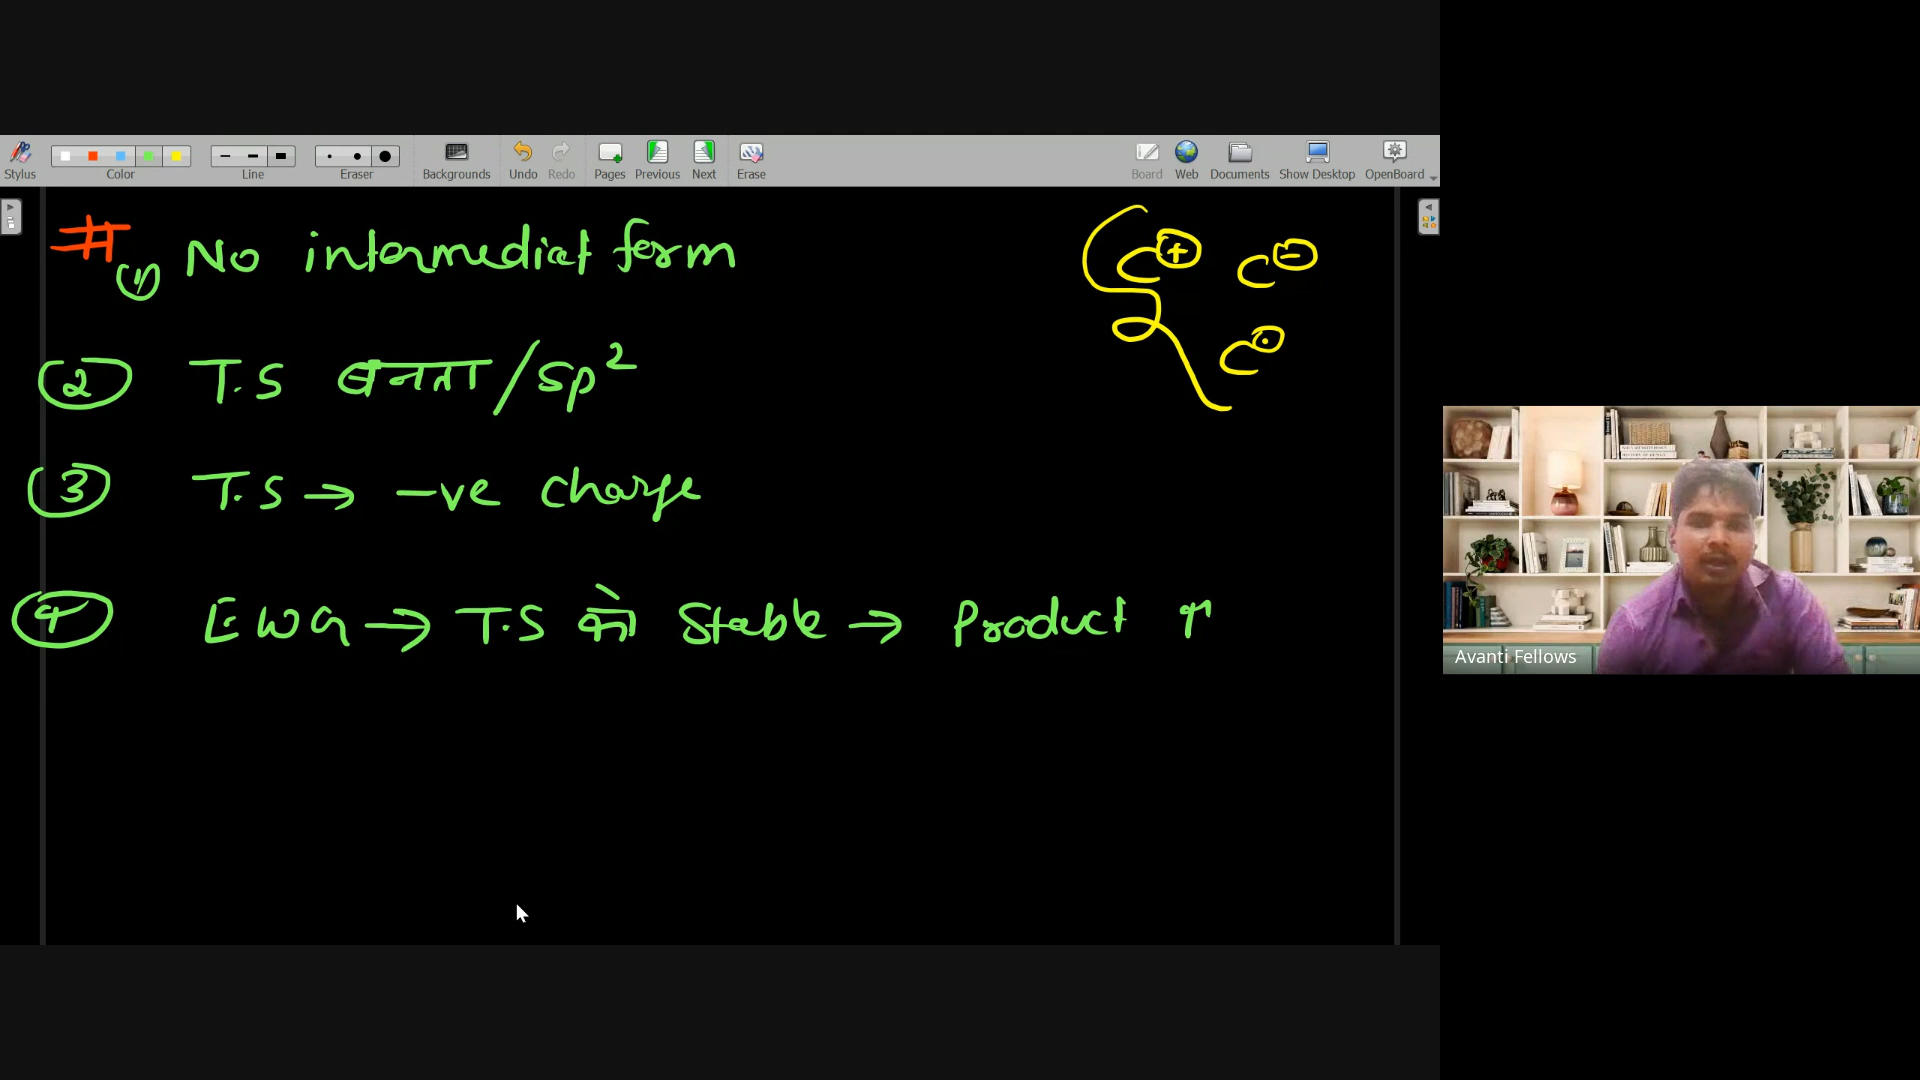 Stylus Color Line Eraser Backgrounds Undo Redo Pages Previous Next Erase Board Web Documents Show Desktop OpenBoard
# (1) No intermediat form
(2) T.S बनता / sp²
(3) T.S → -ve charge
(4) EWG → T.S को Stable → Product ↑
C⊕ C⊖
C⊙
Avanti Fellows